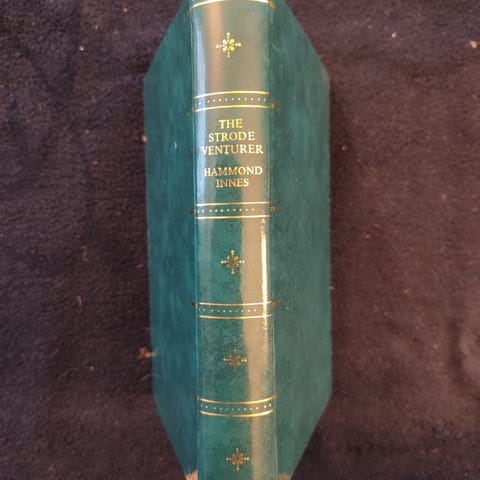 THE
STRODE
VENTURER
HAMMOND
INNES